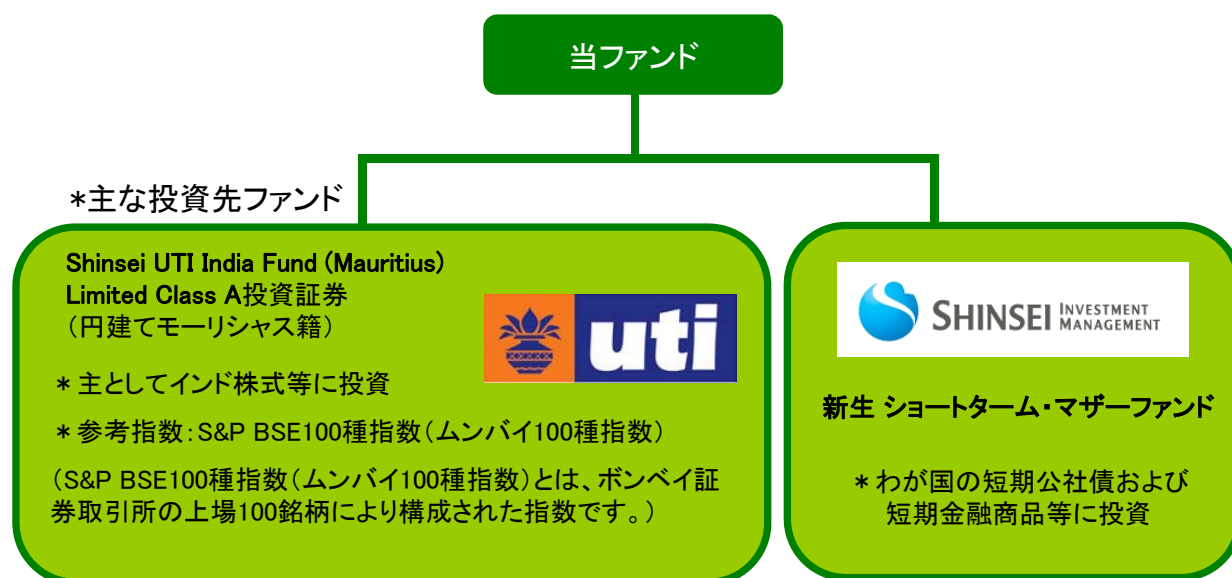 当ファンド
*主な投資先ファンド
Shinsei UTI India Fund (Mauritius)
Limited Class A投資証券
(円建てモーリシャス籍)
uti
* 主としてインド株式等に投資
* 参考指数:S&P BSE100種指数(ムンバイ100種指数)
(S&P BSE100種指数(ムンバイ100種指数)とは、ボンベイ証
券取引所の上場100銘柄により構成された指数です。)
SHINSEI INVESTMENT
MANAGEMENT
新生 ショートターム・マザーファンド
* わが国の短期公社債および
短期金融商品等に投資